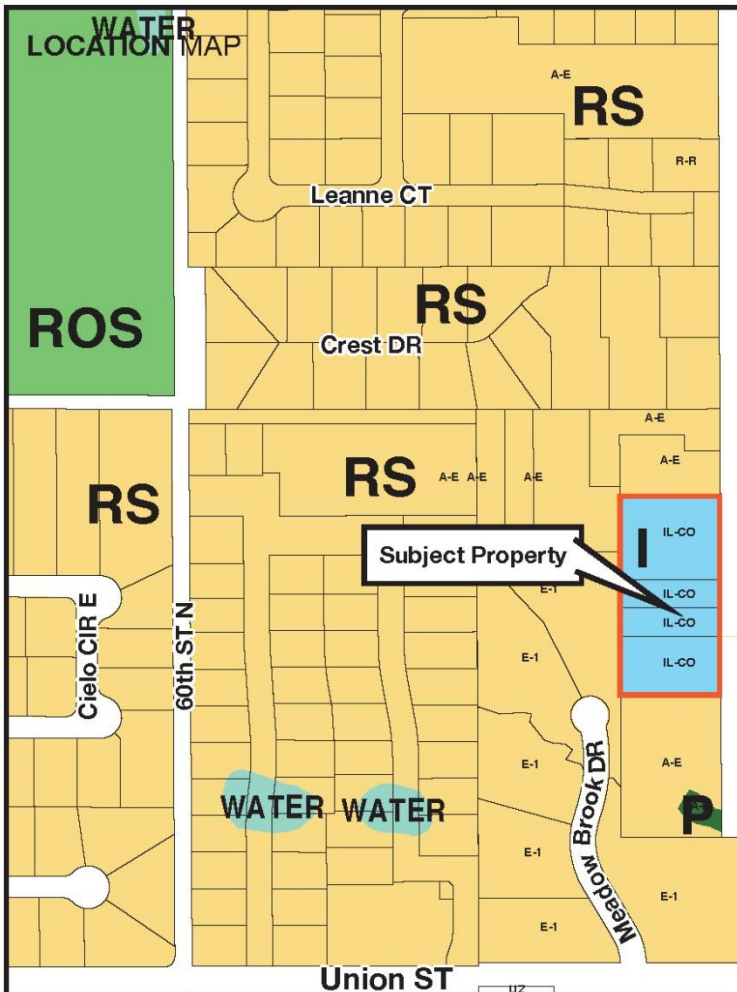 WATER
LOCATION MAP
A-E
RS
R-R
Leanne CT
ROS
RS
Crest DR
A-E
A-E
RS
RS
A-E
A-E
A-E
IL-CO
I
Subject Property
E-1
IL-CO
IL-CO
Cielo CIR E
60th ST N
E-1
IL-CO
A-E
E-1
WATER
WATER
Meadow Brook DR
P
E-1
E-1
E-1
Union ST
UZ